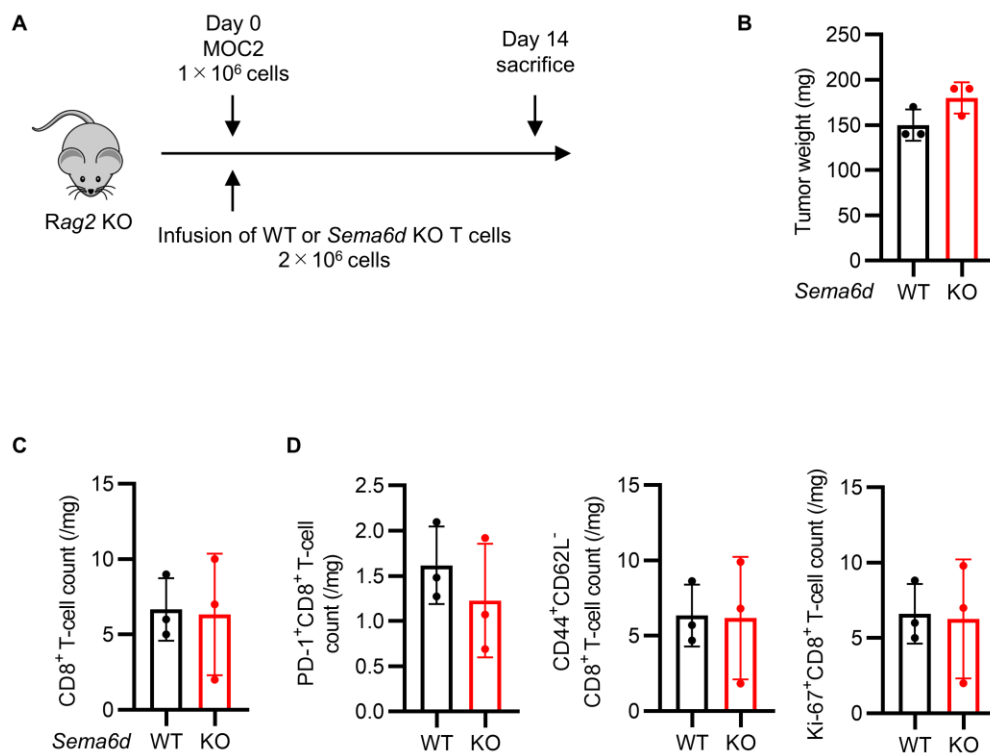 A
Day 0
MOC2
1 × 10⁶ cells
Day 14
sacrifice
Rag2 KO
Infusion of WT or Sema6d KO T cells
2 × 10⁶ cells
B
Tumor weight (mg)
250
200
150
100
50
0
Sema6d WT KO
C
CD8⁺ T-cell count (/mg)
15
10
5
0
Sema6d WT KO
D
PD-1⁺CD8⁺ T-cell
count (/mg)
2.5
2.0
1.5
1.0
0.5
0.0
WT KO
CD44⁺CD62L⁻
CD8⁺ T-cell count (/mg)
15
10
5
0
WT KO
Ki-67⁺CD8⁺ T-cell count (/mg)
15
10
5
0
WT KO